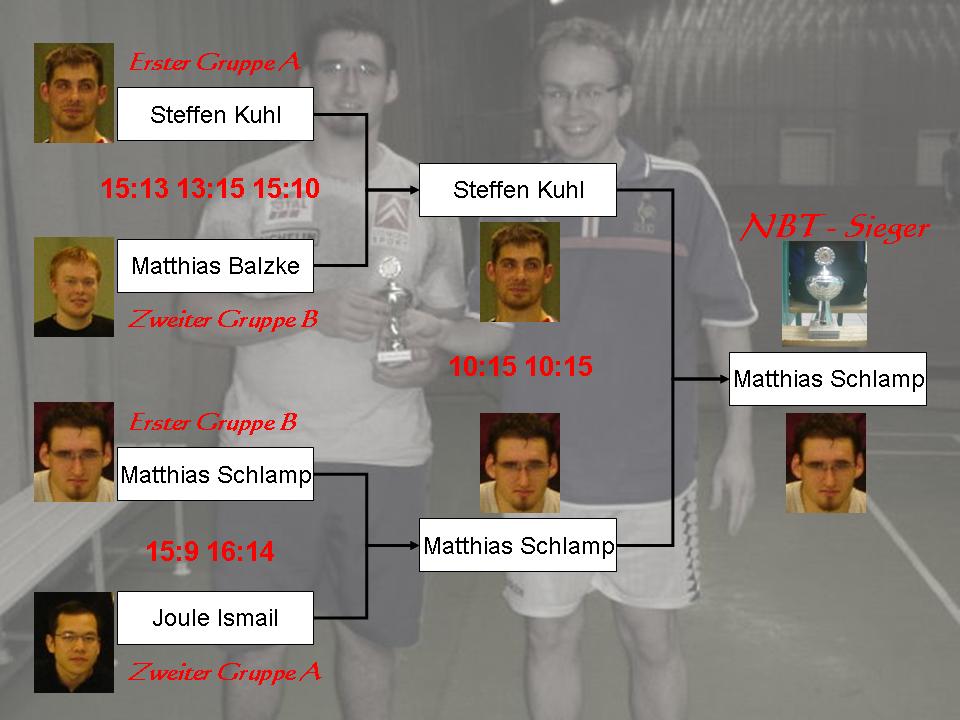 Erster Gruppe A
Steffen Kuhl
15:13 13:15 15:10
Matthias Balzke
Zweiter Gruppe B
Erster Gruppe B
Matthias Schlamp
15:9 16:14
Joule Ismail
Zweiter Gruppe A
Steffen Kuhl
10:15 10:15
Matthias Schlamp
NBT - Sieger
Matthias Schlamp